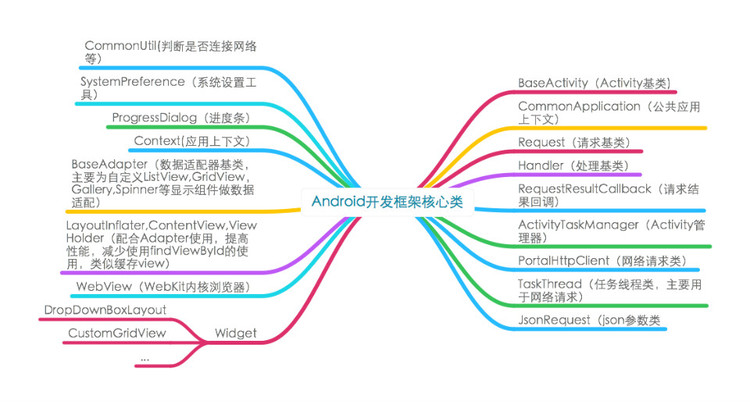 CommonUtil(判断是否连接网络
等）
SystemPreference（系统设置工
具）
ProgressDialog（进度条）
Context(应用上下文）
BaseAdapter（数据适配器基类，
主要为自定义ListView,GridView，
Gallery,Spinner等显示组件做数据
适配）
LayoutInflater,ContentView,View
Holder（配合Adapter使用，提高
性能，减少使用findViewById的使
用，类似缓存view）
WebView（WebKit内核浏览器）
DropDownBoxLayout
CustomGridView
...
Widget
Android开发框架核心类
BaseActivity（Activity基类)
CommonApplication（公共应用
上下文）
Request（请求基类）
Handler（处理基类）
RequestResultCallback（请求结
果回调）
ActivityTaskManager（Activity管
理器）
PortalHttpClient（网络请求类）
TaskThread（任务线程类，主要用
于网络请求）
JsonRequest（json参数类